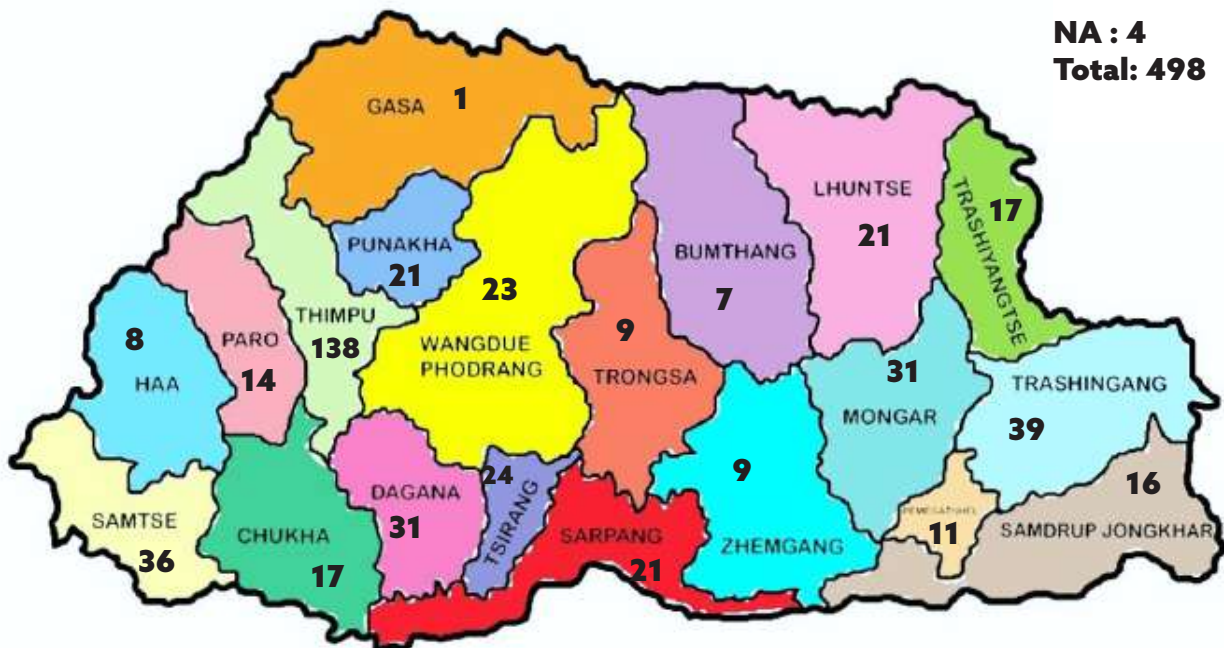 NA : 4
Total: 498
GASA 1
PUNAKHA
21
THIMPU
138
PARO
14
8
HAA
SAMTSE
36
CHUKHA
17
DAGANA
31
24
TSIRANG
WANGDUE
PHODRANG
23
9
TRONGSA
BUMTHANG
7
LHUNTSE
21
17
TRASHIYANGTSE
31
MONGAR
TRASHINGANG
39
16
SAMDRUP JONGKHAR
11
9
ZHEMGANG
SARPANG
21